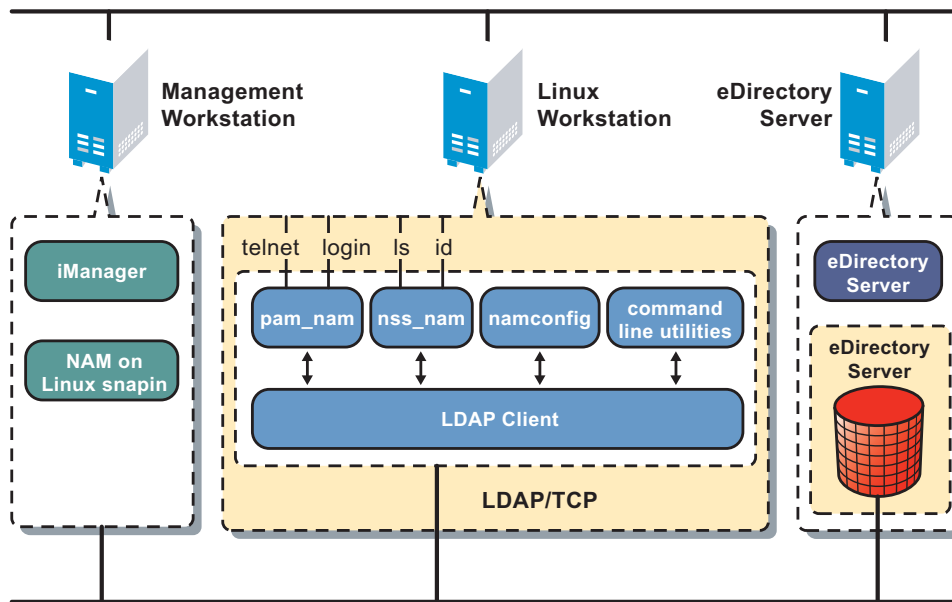 Management
Workstation
Linux
Workstation
eDirectory
Server
telnet login ls id
iManager
NAM on
Linux snapin
pam_nam
nss_nam
namconfig
command
line utilities
LDAP Client
LDAP/TCP
eDirectory
Server
eDirectory
Server